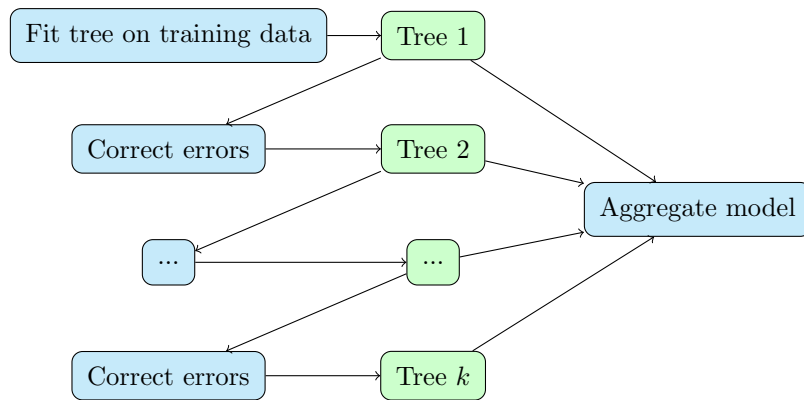 Fit tree on training data
Tree 1
Correct errors
Tree 2
Aggregate model
...
...
Correct errors
Tree k